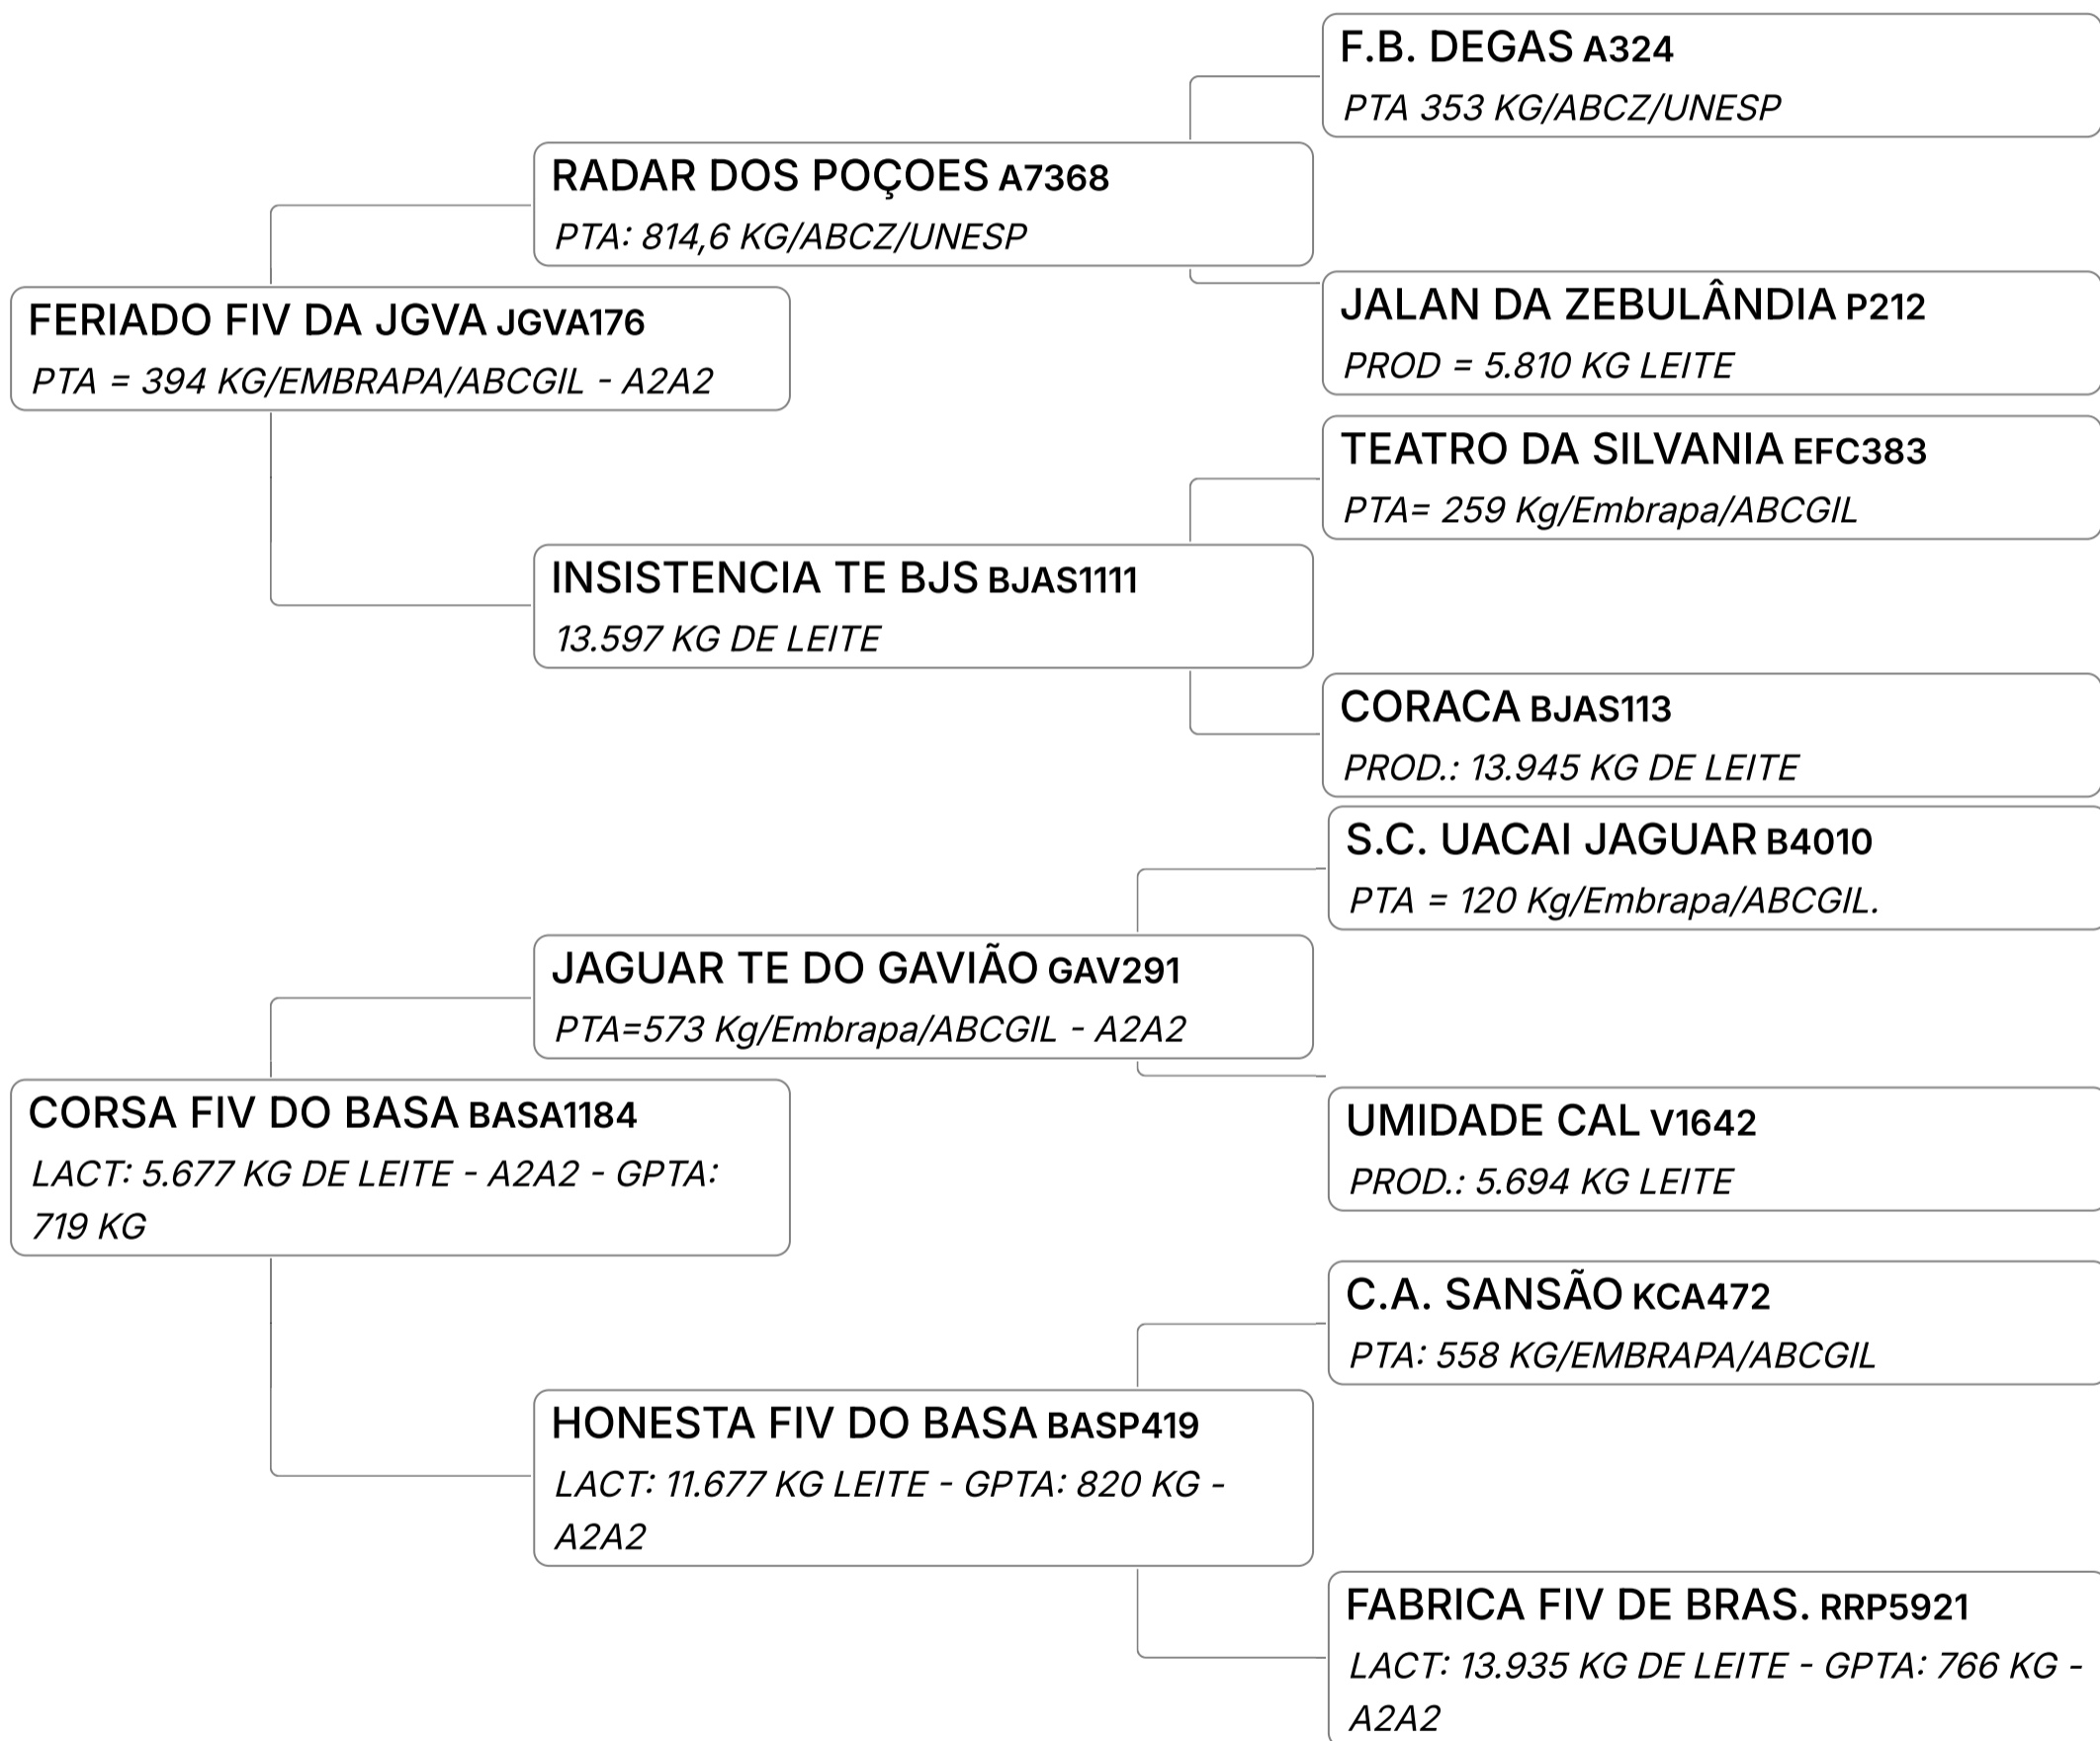 F.B. DEGAS A324
PTA 353 KG/ABCZ/UNESP
RADAR DOS POÇOES A7368
PTA: 814,6 KG/ABCZ/UNESP
JALAN DA ZEBULÂNDIA P212
PROD = 5.810 KG LEITE
FERIADO FIV DA JGVA JGVA176
PTA = 394 KG/EMBRAPA/ABCGIL - A2A2
TEATRO DA SILVANIA EFC383
PTA= 259 Kg/Embrapa/ABCGIL
INSISTENCIA TE BJS BJAS1111
13.597 KG DE LEITE
CORACA BJAS113
PROD.: 13.945 KG DE LEITE
S.C. UACAI JAGUAR B4010
PTA = 120 Kg/Embrapa/ABCGIL.
JAGUAR TE DO GAVIÃO GAV291
PTA=573 Kg/Embrapa/ABCGIL - A2A2
CORSA FIV DO BASA BASA1184
LACT: 5.677 KG DE LEITE - A2A2 - GPTA:
719 KG
UMIDADE CAL V1642
PROD.: 5.694 KG LEITE
C.A. SANSÃO KCA472
PTA: 558 KG/EMBRAPA/ABCGIL
HONESTA FIV DO BASA BASP419
LACT: 11.677 KG LEITE - GPTA: 820 KG -
A2A2
FABRICA FIV DE BRAS. RRP5921
LACT: 13.935 KG DE LEITE - GPTA: 766 KG -
A2A2